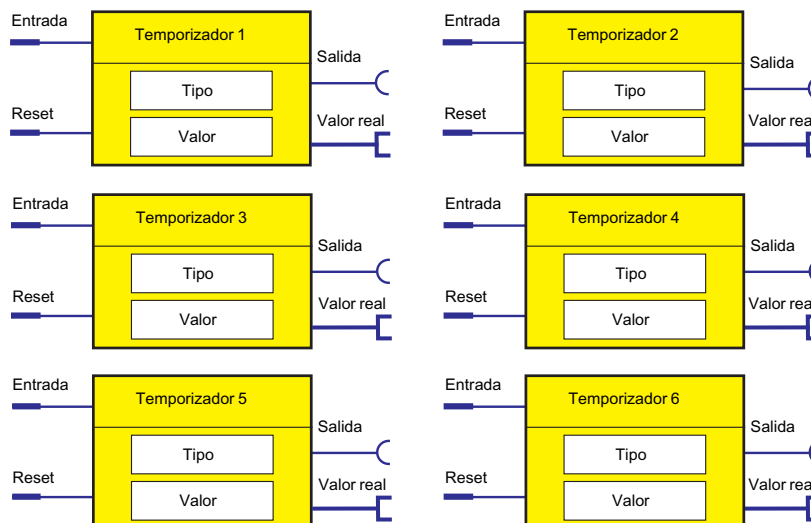 Entrada
Temporizador 1
Salida
Tipo
Reset
Valor real
Valor
Entrada
Temporizador 2
Salida
Tipo
Reset
Valor rea
Valor
Entrada
Temporizador 3
Salida
Tipo
Reset
Valor real
Valor
Entrada
Temporizador 4
Salida
Tipo
Reset
Valor rea
Valor
Entrada
Temporizador 5
Salida
Tipo
Reset
Valor real
Valor
Entrada
Temporizador 6
Salida
Tipo
Reset
Valor rea
Valor